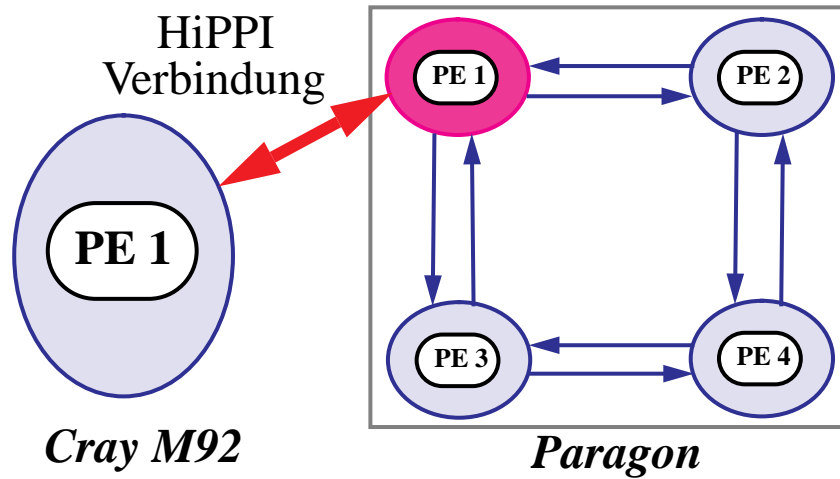 HiPPI
Verbindung
PE 1
PE 1
PE 2
PE 3
PE 4
Cray M92
Paragon